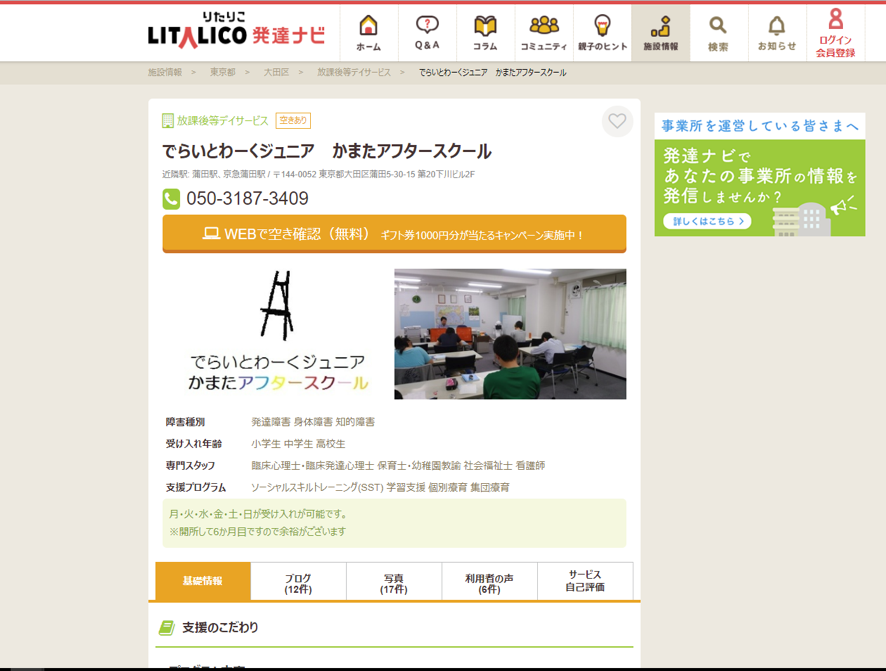 りたりこ
LITALICO 発達ナビ
ホーム
Q&A
コラム
コミュニティ
親子のヒント
施設情報
検索
お知らせ
ログイン
会員登録
施設情報 > 東京都 > 大田区 > 放課後等デイサービス > でらいとわーくジュニア かまたアフタースクール
放課後等デイサービス 空きあり
でらいとわーくジュニア　かまたアフタースクール
近隣駅: 蒲田駅、京急蒲田駅 / 〒144-0052 東京都大田区蒲田5-30-15 第20下川ビル2F
050-3187-3409
WEBで空き確認（無料） ギフト券1000円分が当たるキャンペーン実施中！
でらいとわーくジュニア
かまたアフタースクール
障害種別 発達障害 身体障害 知的障害
受け入れ年齢 小学生 中学生 高校生
専門スタッフ 臨床心理士・臨床発達心理士 保育士・幼稚園教諭 社会福祉士 看護師
支援プログラム ソーシャルスキルトレーニング(SST) 学習支援 個別療育 集団療育
月・火・水・金・土・日が受け入れが可能です。
※開所して6か月目ですので余裕がございます
基礎情報
ブログ
(12件)
写真
(17件)
利用者の声
(6件)
サービス
自己評価
支援のこだわり
事業所を運営している皆さまへ
発達ナビで
あなたの事業所の情報を
発信しませんか？
詳しくはこちら